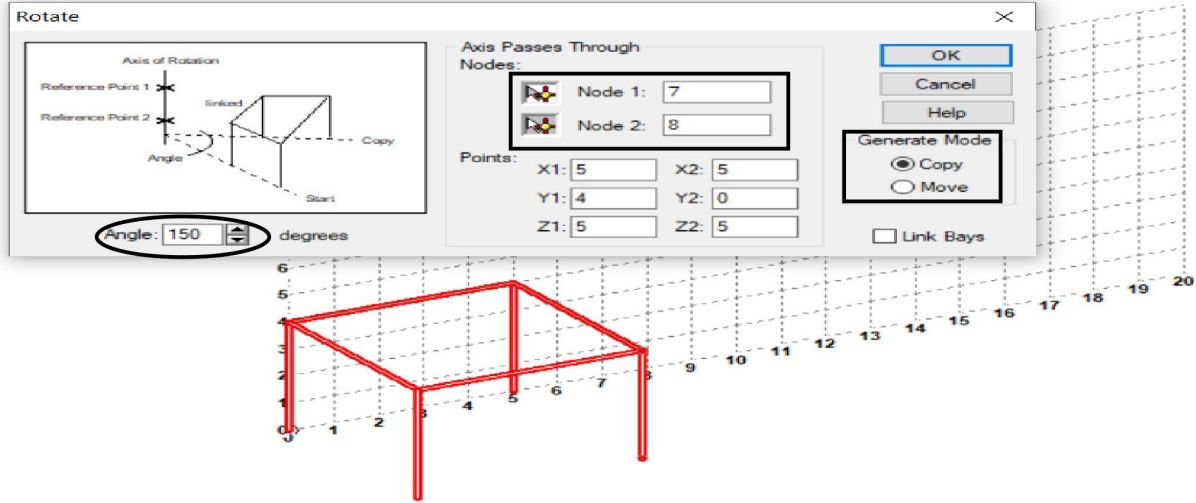 Rotate
Axis of Rotation
Reference Point 1
linked
Reference Point 2
Copy
Angle
Start
Angle: 150 degrees
Axis Passes Through
Nodes:
Node 1: 7
Node 2: 8
Points:
X1: 5 X2: 5
Y1: 4 Y2: 0
Z1: 5 Z2: 5
OK
Cancel
Help
Generate Mode
Copy
Move
Link Bays
6
5
4
3
2
1
0 1 2 3 4 5 6 7 8 9 10 11 12 13 14 15 16 17 18 19 20